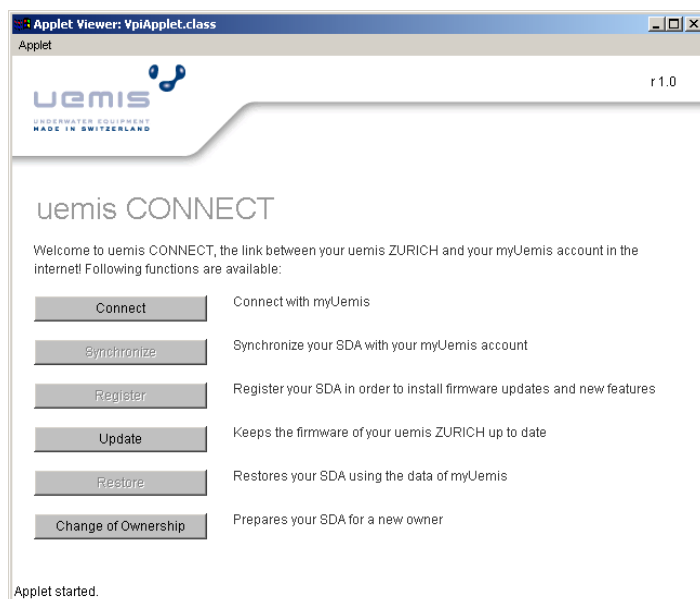 Applet Viewer: VpiApplet.class
Applet
uemis
UNDERWATER EQUIPMENT
MADE IN SWITZERLAND
r 1.0
uemis CONNECT
Welcome to uemis CONNECT, the link between your uemis ZURICH and your myUemis account in the
internet! Following functions are available:
Connect
Connect with myUemis
Synchronize
Synchronize your SDA with your myUemis account
Register
Register your SDA in order to install firmware updates and new features
Update
Keeps the firmware of your uemis ZURICH up to date
Restore
Restores your SDA using the data of myUemis
Change of Ownership
Prepares your SDA for a new owner
Applet started.